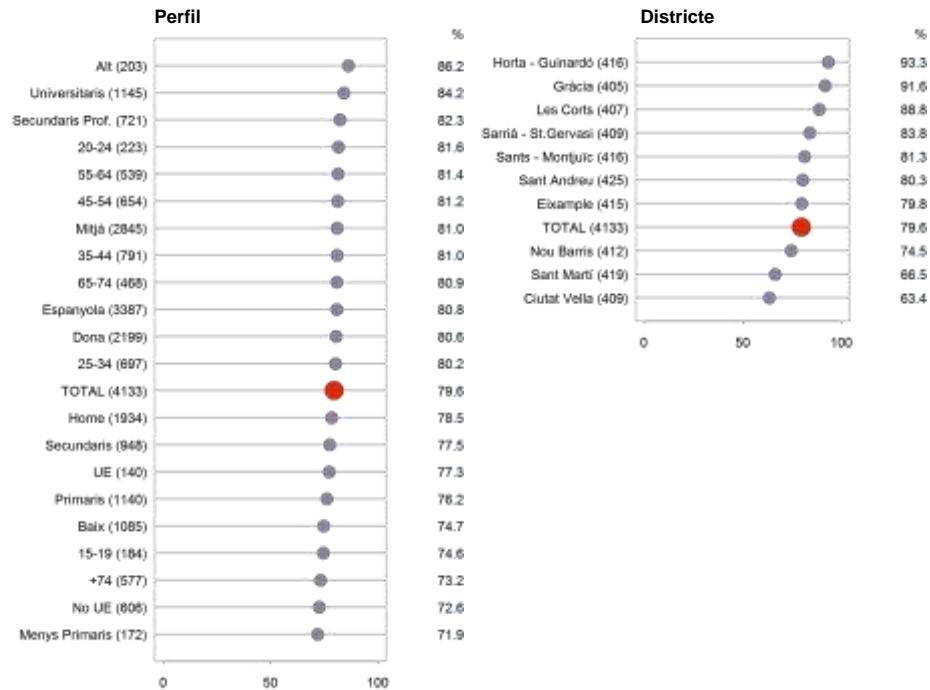 Perfil
%
Alt (203) 86.2
Universitaris (1145) 84.2
Secundaris Prof. (721) 82.3
20-24 (223) 81.6
55-64 (539) 81.4
45-54 (654) 81.2
Mitjà (2845) 81.0
35-44 (791) 81.0
65-74 (468) 80.9
Espanyola (3387) 80.8
Dona (2199) 80.6
25-34 (697) 80.2
TOTAL (4133) 79.6
Home (1934) 78.5
Secundaris (948) 77.5
UE (140) 77.3
Primaris (1140) 76.2
Baix (1085) 74.7
15-19 (184) 74.6
+74 (577) 73.2
No UE (606) 72.6
Menys Primaris (172) 71.9
0 50 100
Districte
%
Horta - Guinardó (416) 93.3
Gràcia (405) 91.6
Les Corts (407) 88.8
Sarrià - St.Gervasi (409) 83.8
Sants - Montjuïc (416) 81.3
Sant Andreu (425) 80.3
Eixample (415) 79.8
TOTAL (4133) 79.6
Nou Barris (412) 74.5
Sant Martí (419) 66.5
Ciutat Vella (409) 63.4
0 50 100